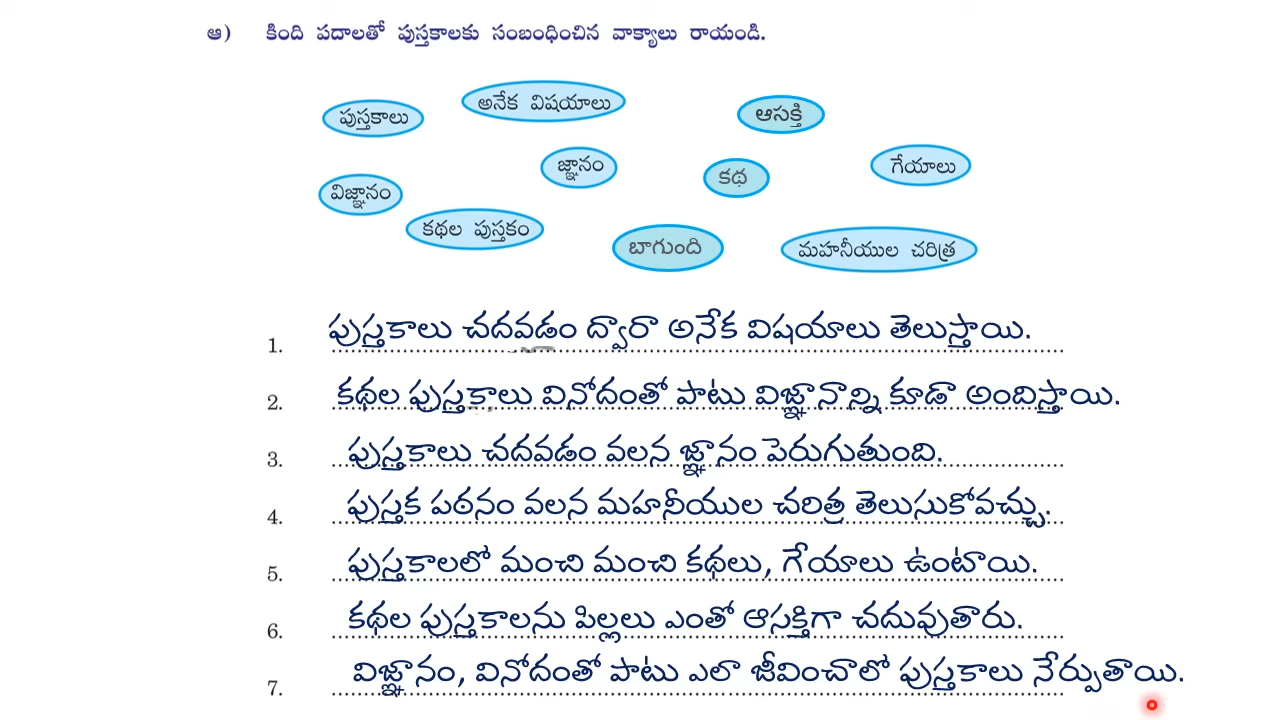 ఆ) కింది పదాలతో పుస్తకాలకు సంబంధించిన వాక్యాలు రాయండి.
పుస్తకాలు అనేక విషయాలు ఆసక్తి
విజ్ఞానం జ్ఞానం కథ గేయాలు
కథల పుస్తకం బాగుంది మహనీయుల చరిత్ర
1. పుస్తకాలు చదవడం ద్వారా అనేక విషయాలు తెలుస్తాయి.
2. కథల పుస్తకాలు వినోదంతో పాటు విజ్ఞానాన్ని కూడా అందిస్తాయి.
3. పుస్తకాలు చదవడం వలన జ్ఞానం పెరుగుతుంది.
4. పుస్తక పఠనం వలన మహనీయుల చరిత్ర తెలుసుకోవచ్చు.
5. పుస్తకాలలో మంచి మంచి కథలు, గేయాలు ఉంటాయి.
6. కథల పుస్తకాలను పిల్లలు ఎంతో ఆసక్తిగా చదువుతారు.
7. విజ్ఞానం, వినోదంతో పాటు ఎలా జీవించాలో పుస్తకాలు నేర్పుతాయి.